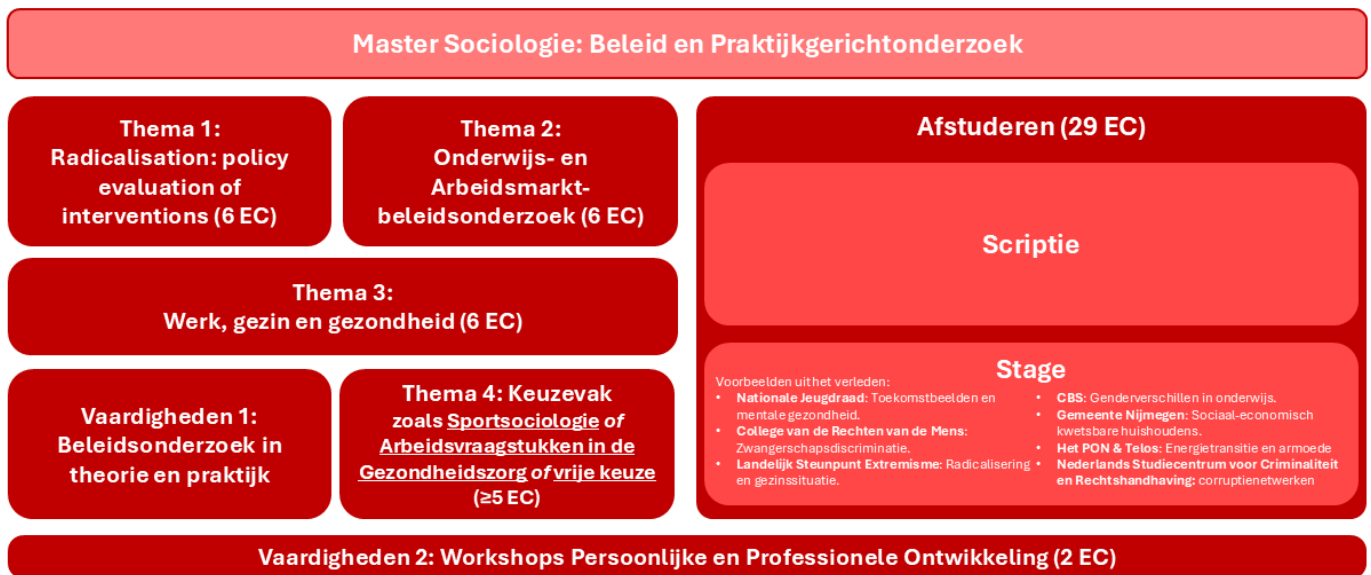 Master Sociologie: Beleid en Praktijkgerichtonderzoek
Thema 1:
Radicalisation: policy
evaluation of
interventions (6 EC)
Thema 2:
Onderwijs- en
Arbeidsmarkt-
beleidsonderzoek (6 EC)
Thema 3:
Werk, gezin en gezondheid (6 EC)
Vaardigheden 1:
Beleidsonderzoek in
theorie en praktijk
Thema 4: Keuzevak
zoals Sportsociologie of
Arbeidsvraagstukken in de
Gezondheidszorg of vrije keuze
(≥5 EC)
Afstuderen (29 EC)
Scriptie
Stage
Voorbeelden uit het verleden:
• Nationale Jeugdraad: Toekomstbeelden en
mentale gezondheid.
• College van de Rechten van de Mens:
Zwangerschapsdiscriminatie.
• Landelijk Steunpunt Extremisme: Radicalisering
en gezinssituatie.
• CBS: Genderverschillen in onderwijs.
• Gemeente Nijmegen: Sociaal-economisch
kwetsbare huishoudens.
• Het PON & Telos: Energietransitie en armoede
• Nederlands Studiecentrum voor Criminaliteit
en Rechtshandhaving: corruptienetwerken
Vaardigheden 2: Workshops Persoonlijke en Professionele Ontwikkeling (2 EC)